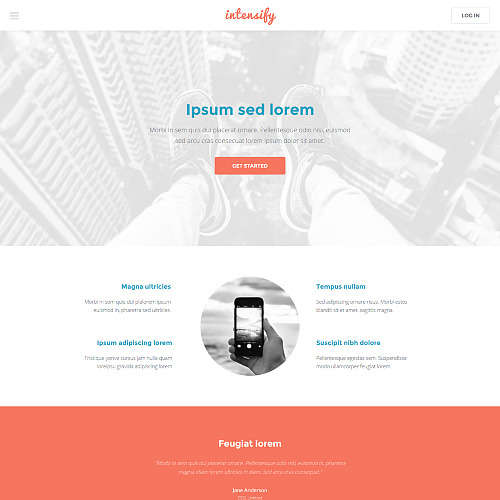 intensify
LOG IN
Ipsum sed lorem
Morbi in sem quis dui placerat ornare. Pellentesque odio nisi, euismod
sed arcu cras consecuat lorem ipsum dolor sit amet.
GET STARTED
Magna ultricies
Morbi in sem quis dui platorem ipsum
euismod in, pharetra sed ultricies.
Ipsum adipiscing lorem
Tristique yonve cursus jam nulla quam
loreipsu gravida adipiscing lorem
Tempus nullam
Sed adipiscing ornare risus. Morbi estos
blandit sit et amet, sagittis magna.
Suscipit nibh dolore
Pellentesque egestas sem. Suspendisse
modo ullamcorper feugiat lorem.
Feugiat lorem
"Morbi in sem quis dui placerat ornare. Pellentesque odio nisi, euismod in, pharetra
magna etiam lorem ultricies in diam. Sed arcu cras consequat."
Jane Anderson